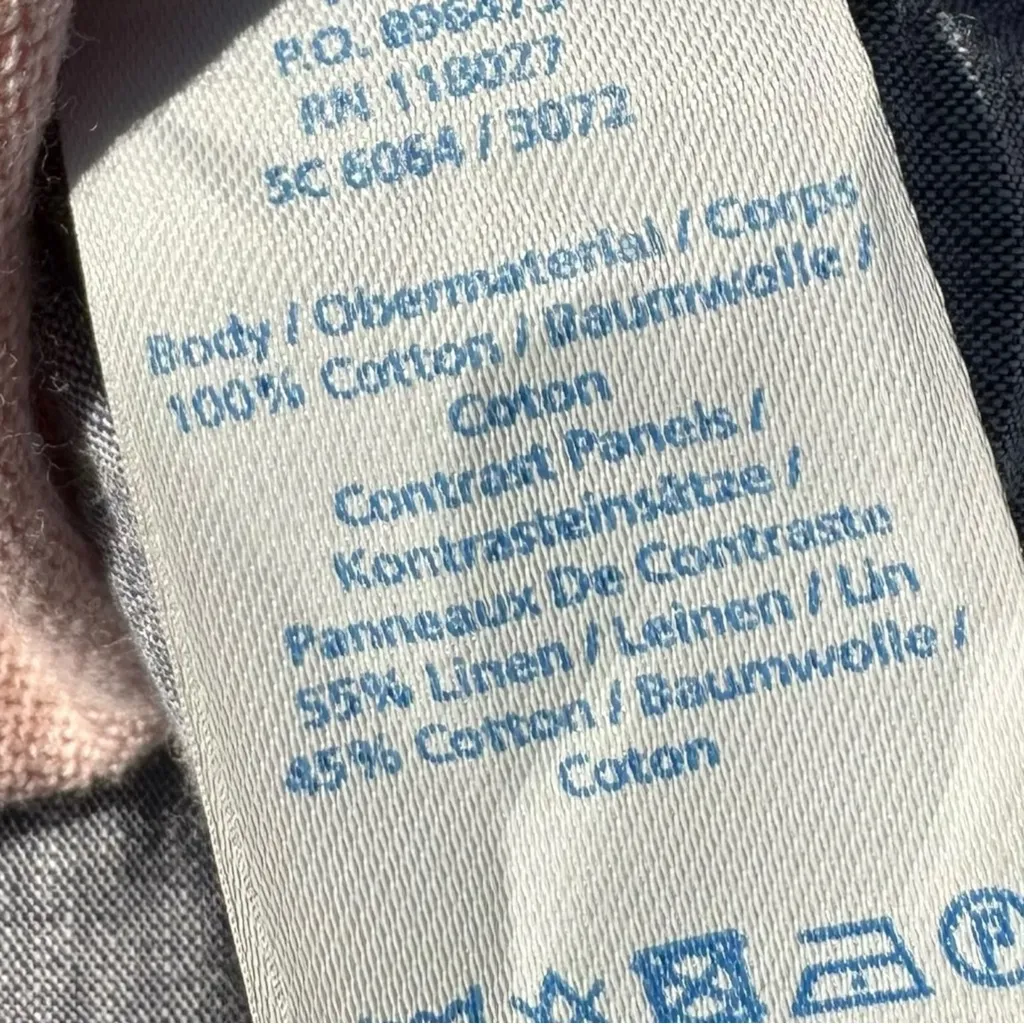 P.O. 896475
RN 118027
SC 6064 / 3072
Body / Obermaterial / Corps
100% Cotton / Baumwolle /
Coton
Contrast Panels /
Kontrasteinsätze /
Panneaux De Contraste
55% Linen / Leinen / Lin
45% Cotton / Baumwolle /
Coton
P